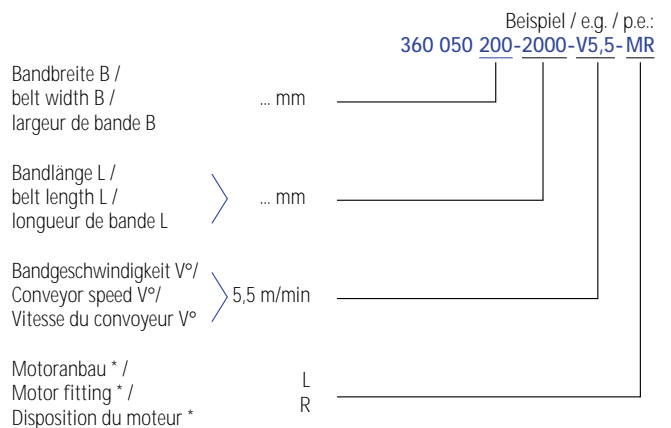 Beispiel / e.g. / p.e.:
360 050 200-2000-V5,5-MR
Bandbreite B /
belt width B / ... mm
largeur de bande B
Bandlänge L /
belt length L / ... mm
longueur de bande L
Bandgeschwindigkeit V°/
Conveyor speed V°/ 5,5 m/min
Vitesse du convoyeur V°
Motoranbau * /
L
Motor fitting * /
R
Disposition du moteur *